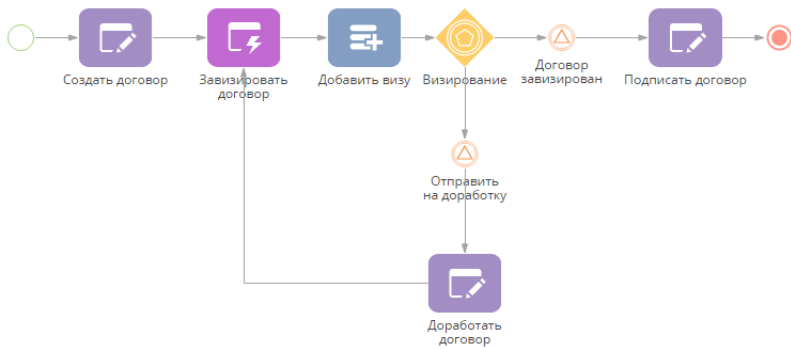 Создать договор
Завизировать
договор
Добавить визу
Визирование
Договор
завизирован
Подписать договор
Отправить
на доработку
Доработать
договор